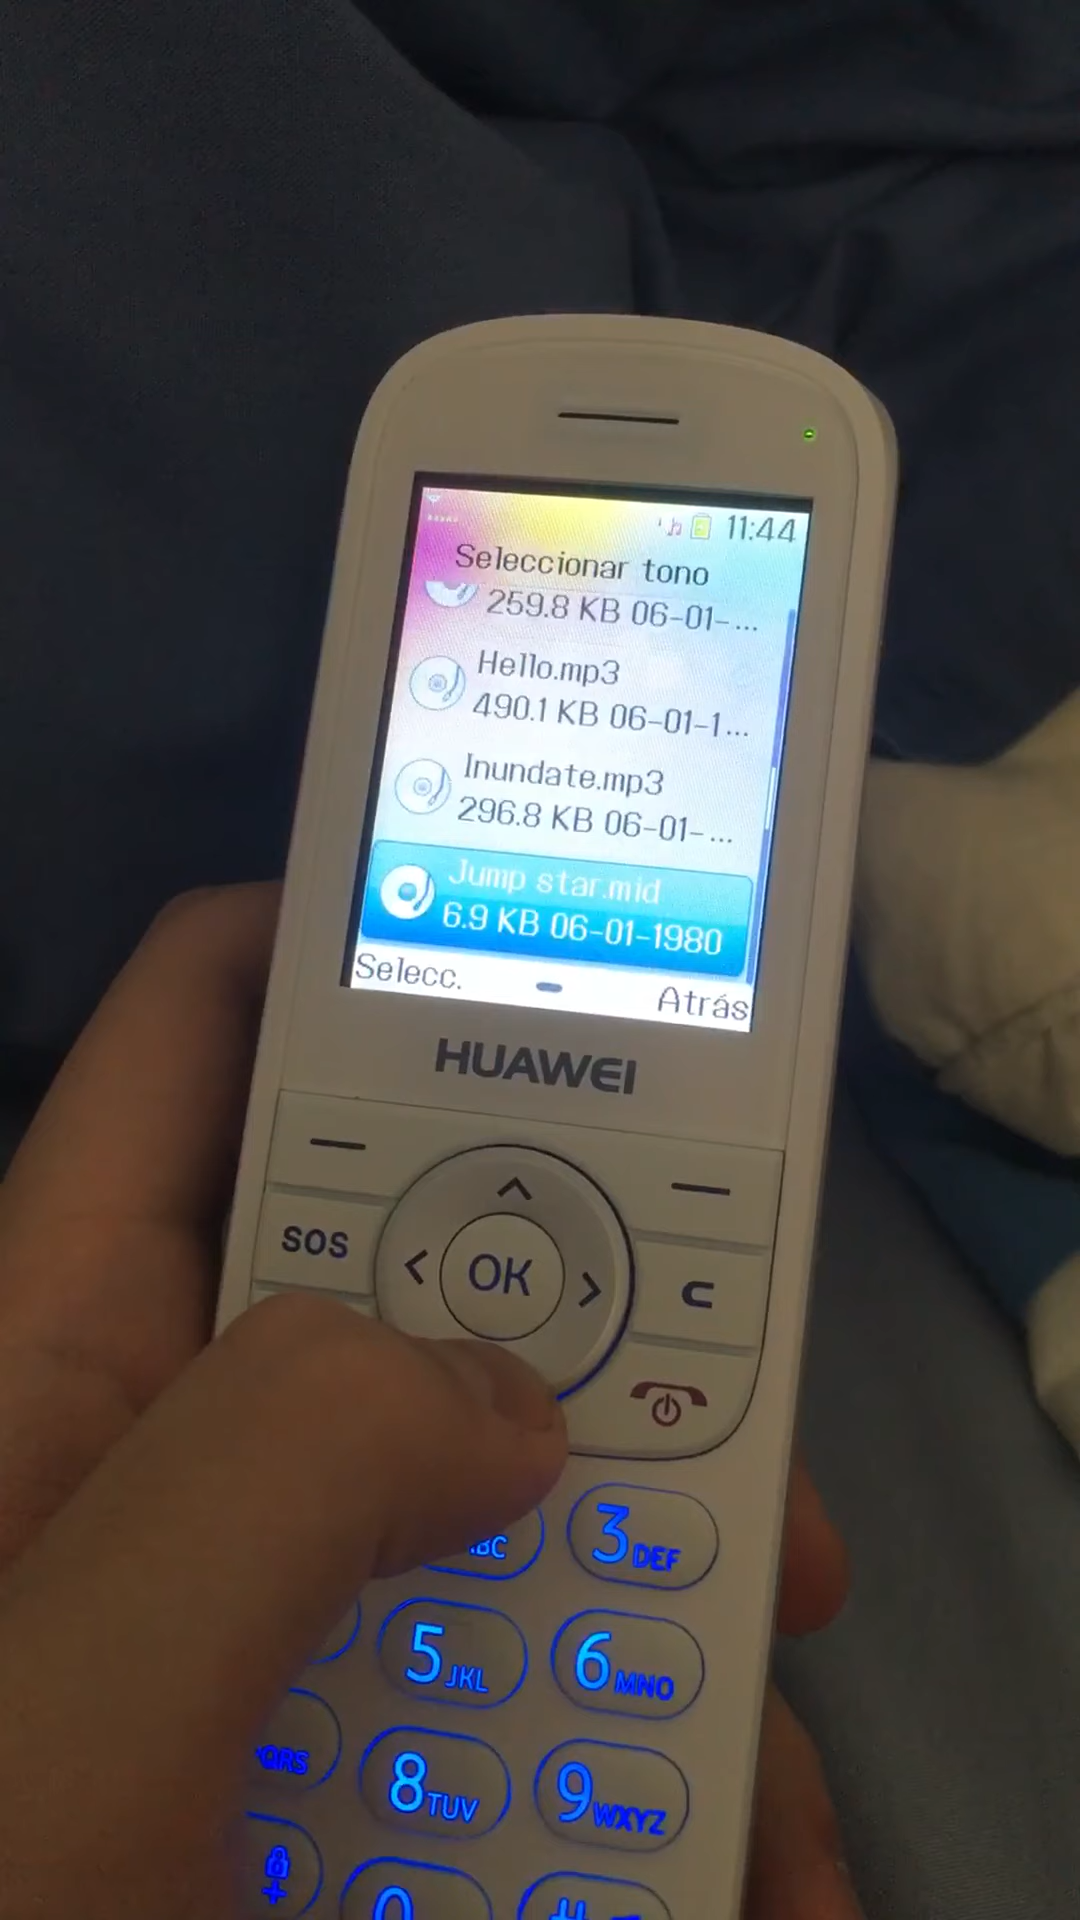 11:44
Seleccionar tono
259.8 KB 06-01-...
Hello.mp3
490.1 KB 06-01-1...
Inundate.mp3
296.8 KB 06-01-...
Jump star.mid
6.9 KB 06-01-1980
Selecc.
Atrás
HUAWEI
SOS
OK
C
3 DEF
5 JKL
6 MNO
8 TUV
9 WXYZ
0
#